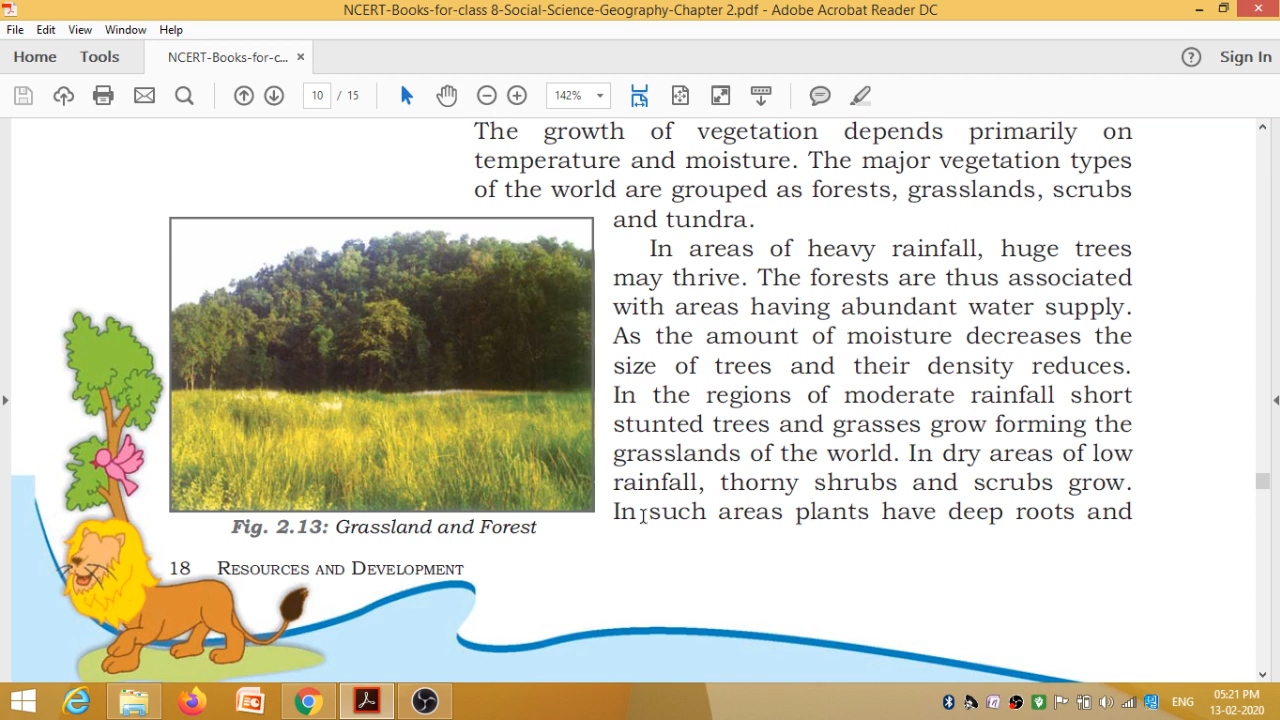 NCERT-Books-for-class 8-Social-Science-Geography-Chapter 2.pdf - Adobe Acrobat Reader DC
File Edit View Window Help
Home Tools NCERT-Books-for-c... ×
Sign In
10 / 15 142%
The growth of vegetation depends primarily on
temperature and moisture. The major vegetation types
of the world are grouped as forests, grasslands, scrubs
and tundra.
In areas of heavy rainfall, huge trees
may thrive. The forests are thus associated
with areas having abundant water supply.
As the amount of moisture decreases the
size of trees and their density reduces.
In the regions of moderate rainfall short
stunted trees and grasses grow forming the
grasslands of the world. In dry areas of low
rainfall, thorny shrubs and scrubs grow.
In such areas plants have deep roots and
Fig. 2.13: Grassland and Forest
18 RESOURCES AND DEVELOPMENT
ENG
05:21 PM
13-02-2020